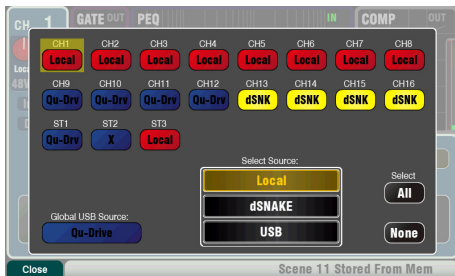 CH 1 GATE OUT PEQ IN COMP OUT
CH1 CH2 CH3 CH4 CH5 CH6 CH7 CH8
Local Local Local Local Local Local Local Local
CH9 CH10 CH11 CH12 CH13 CH14 CH15 CH16
Qu-Drv Qu-Drv Qu-Drv Qu-Drv dSNK dSNK dSNK dSNK
ST1 ST2 ST3
Qu-Drv X Local
Select Source:
Local
dSNAKE
USB
Select
All
None
Global USB Source:
Qu-Drive
Close
Scene 11 Stored From Mem